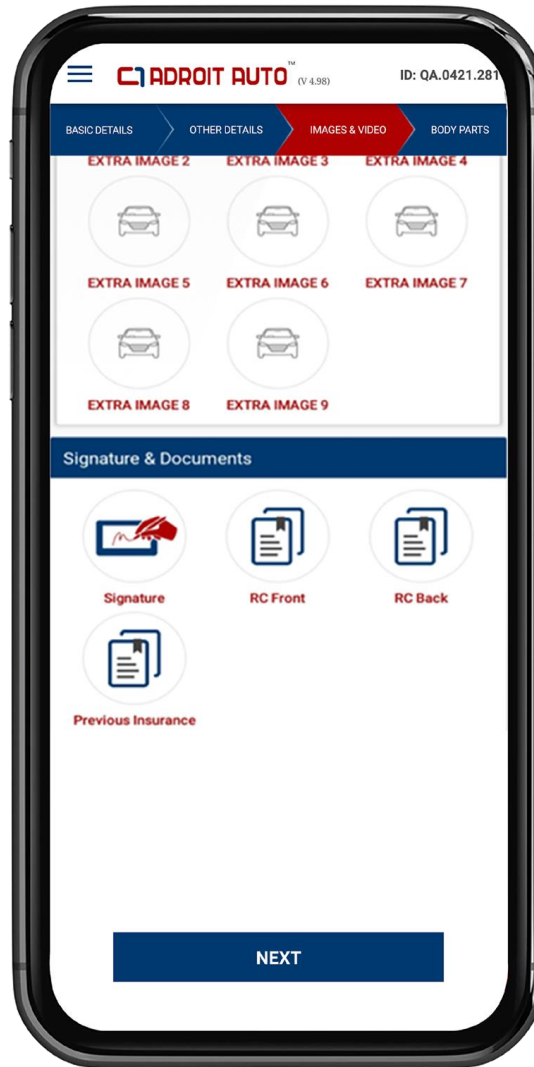 ADROIT AUTO™ (V 4.98) ID: QA.0421.281
BASIC DETAILS OTHER DETAILS IMAGES & VIDEO BODY PARTS
EXTRA IMAGE 2 EXTRA IMAGE 3 EXTRA IMAGE 4
EXTRA IMAGE 5 EXTRA IMAGE 6 EXTRA IMAGE 7
EXTRA IMAGE 8 EXTRA IMAGE 9
Signature & Documents
Signature RC Front RC Back
Previous Insurance
NEXT